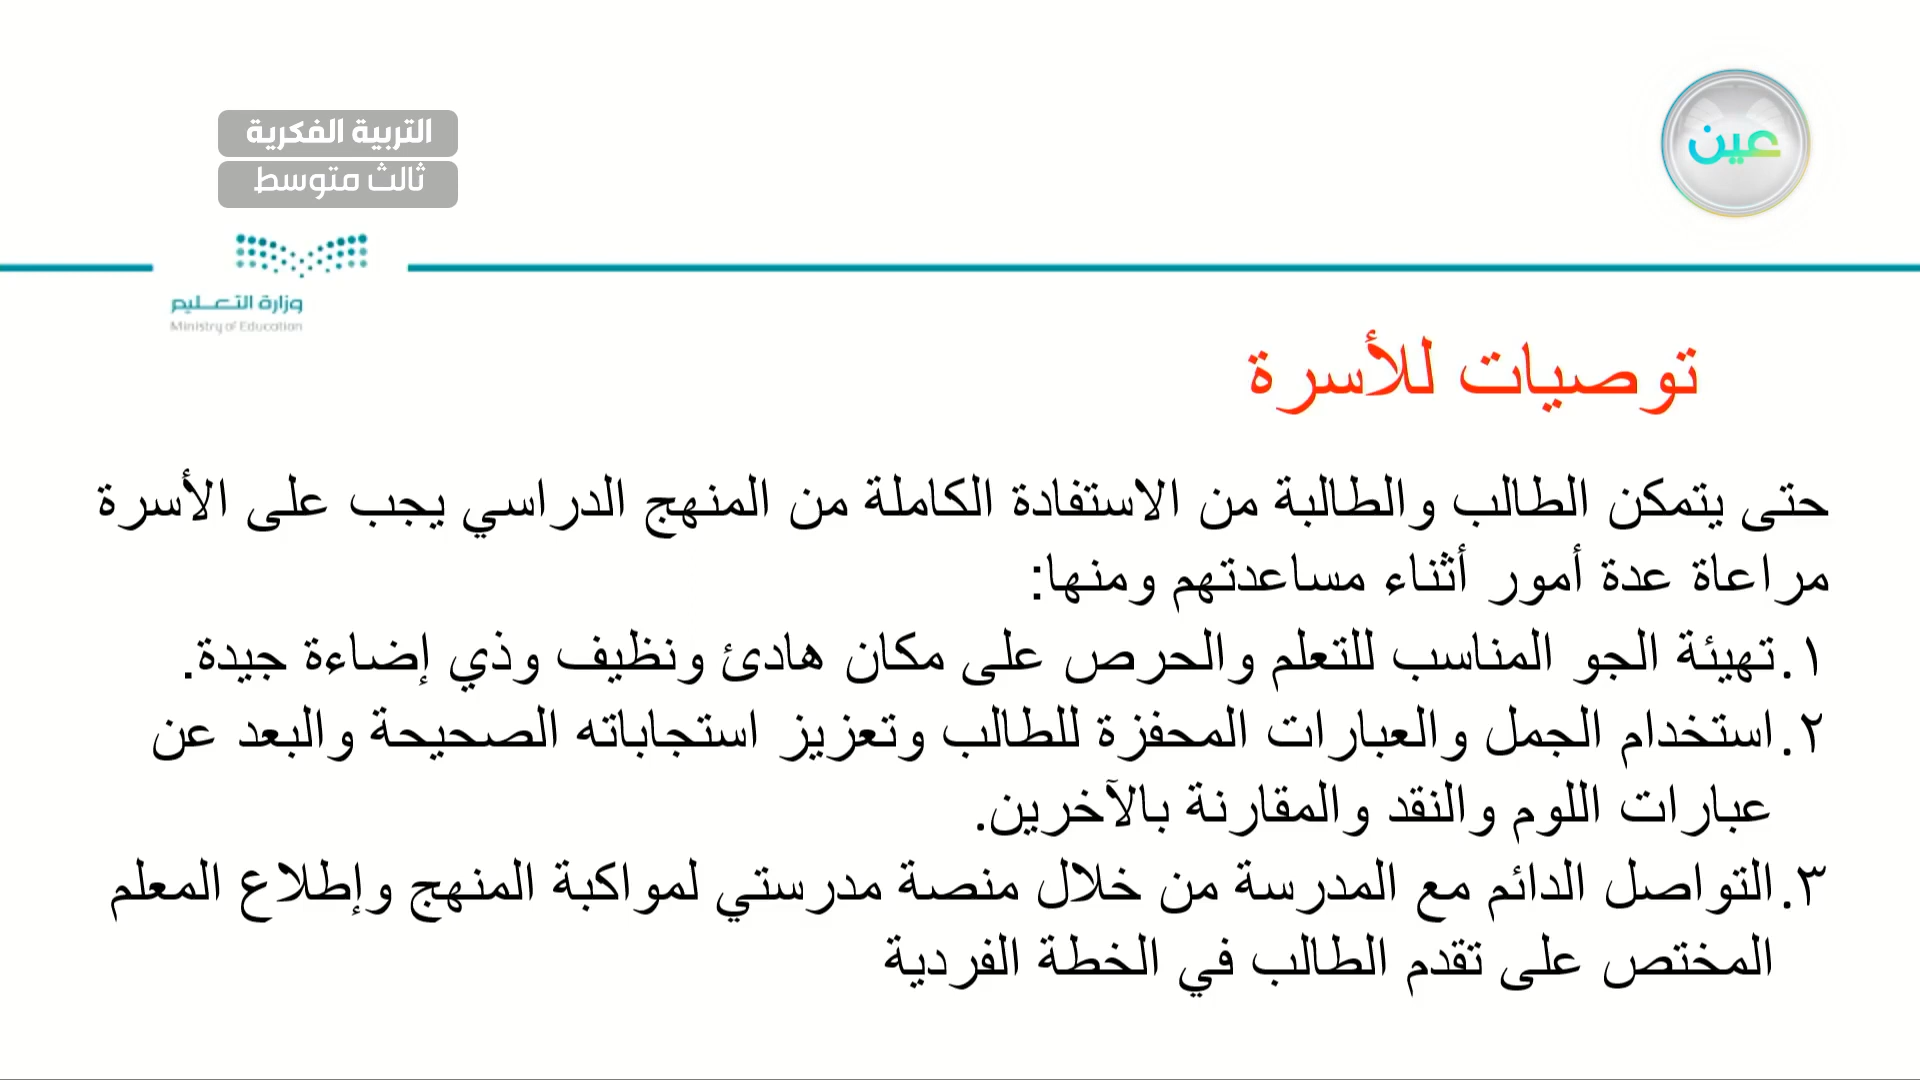 عين
التربية الفكرية
ثالث متوسط
وزارة التعـــليم
Ministry of Education
توصيات للأسرة
حتى يتمكن الطالب والطالبة من الاستفادة الكاملة من المنهج الدراسي يجب على الأسرة
مراعاة عدة أمور أثناء مساعدتهم ومنها:
١. تهيئة الجو المناسب للتعلم والحرص على مكان هادئ ونظيف وذي إضاءة جيدة.
٢. استخدام الجمل والعبارات المحفزة للطالب وتعزيز استجاباته الصحيحة والبعد عن
عبارات اللوم والنقد والمقارنة بالآخرين.
٣. التواصل الدائم مع المدرسة من خلال منصة مدرستي لمواكبة المنهج وإطلاع المعلم
المختص على تقدم الطالب في الخطة الفردية